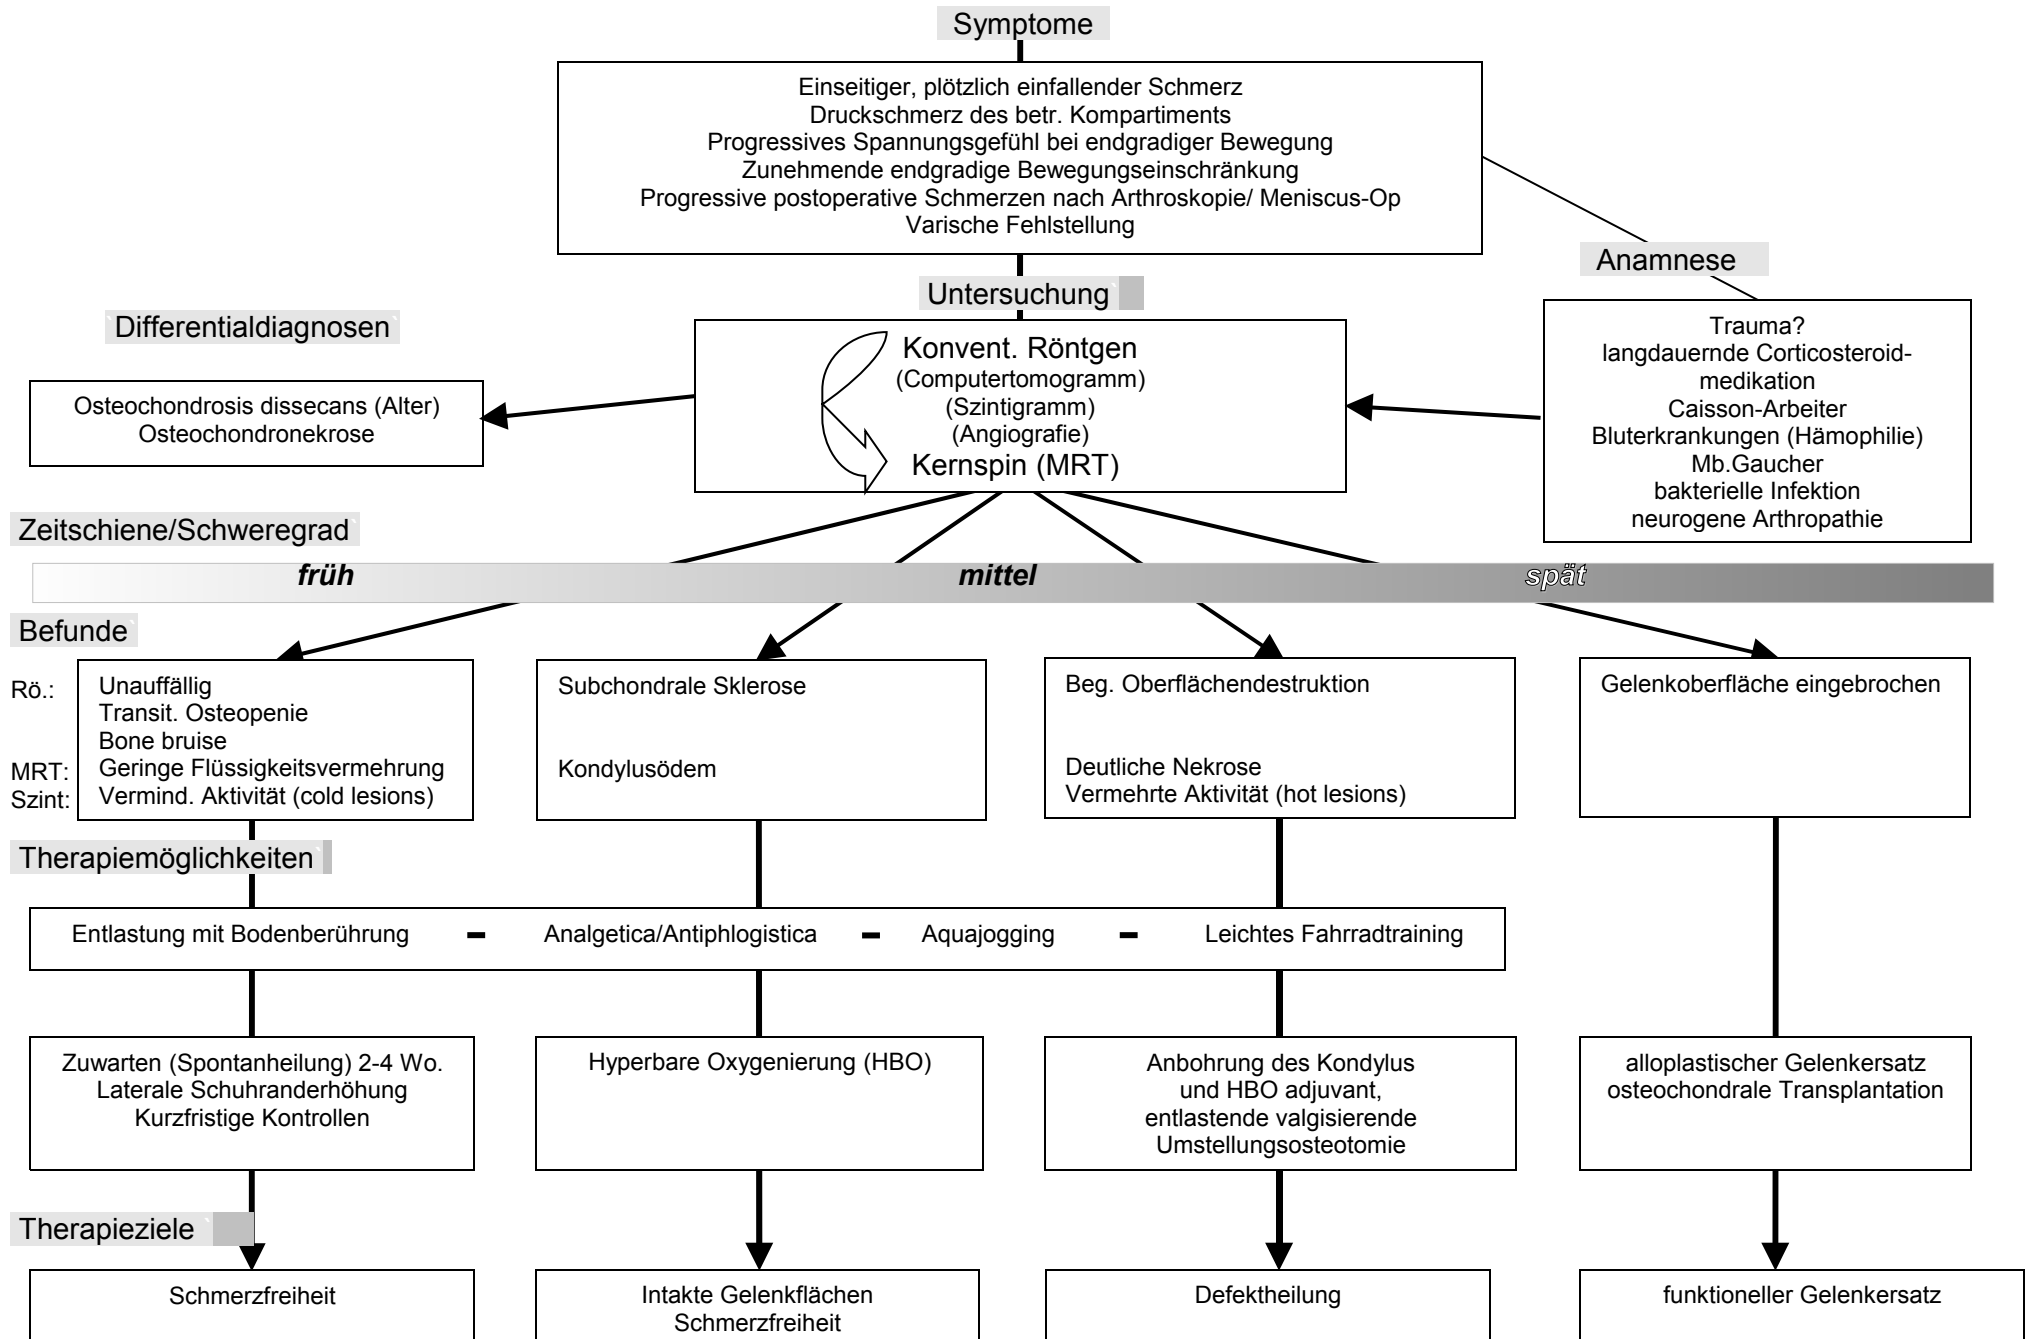 Symptome
Einseitiger, plötzlich einfallender Schmerz
Druckschmerz des betr. Kompartiments
Progressives Spannungsgefühl bei endgradiger Bewegung
Zunehmende endgradige Bewegungseinschränkung
Progressive postoperative Schmerzen nach Arthroskopie/ Meniscus-Op
Varische Fehlstellung
Anamnese
Trauma?
langdauernde Corticosteroid-
medikation
Caisson-Arbeiter
Bluterkrankungen (Hämophilie)
Mb.Gaucher
bakterielle Infektion
neurogene Arthropathie
Untersuchung
Konvent. Röntgen
(Computertomogramm)
(Szintigramm)
(Angiografie)
Kernspin (MRT)
Differentialdiagnosen
Osteochondrosis dissecans (Alter)
Osteochondronekrose
Zeitschiene/Schweregrad
früh mittel spät
Befunde
Rö.:
MRT:
Szint:
Unauffällig
Transit. Osteopenie
Bone bruise
Geringe Flüssigkeitsvermehrung
Vermind. Aktivität (cold lesions)
Subchondrale Sklerose
Kondylusödem
Beg. Oberflächendestruktion
Deutliche Nekrose
Vermehrte Aktivität (hot lesions)
Gelenkoberfläche eingebrochen
Therapiemöglichkeiten
Entlastung mit Bodenberührung - Analgetica/Antiphlogistica - Aquajogging - Leichtes Fahrradtraining
Zuwarten (Spontanheilung) 2-4 Wo.
Laterale Schuhranderhöhung
Kurzfristige Kontrollen
Hyperbare Oxygenierung (HBO)
Anbohrung des Kondylus
und HBO adjuvant,
entlastende valgisierende
Umstellungsosteotomie
alloplastischer Gelenkersatz
osteochondrale Transplantation
Therapieziele
Schmerzfreiheit
Intakte Gelenkflächen
Schmerzfreiheit
Defektheilung
funktioneller Gelenkersatz